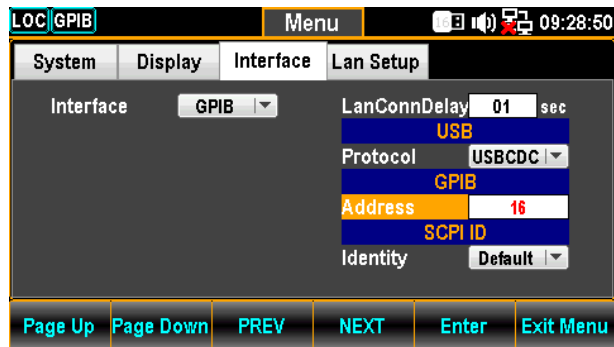 LOC GPIB Menu 16 09:28:50
System Display Interface Lan Setup
Interface GPIB LanConnDelay 01 sec
USB
Protocol USBCDC
GPIB
Address 16
SCPI ID
Identity Default
Page Up Page Down PREV NEXT Enter Exit Menu